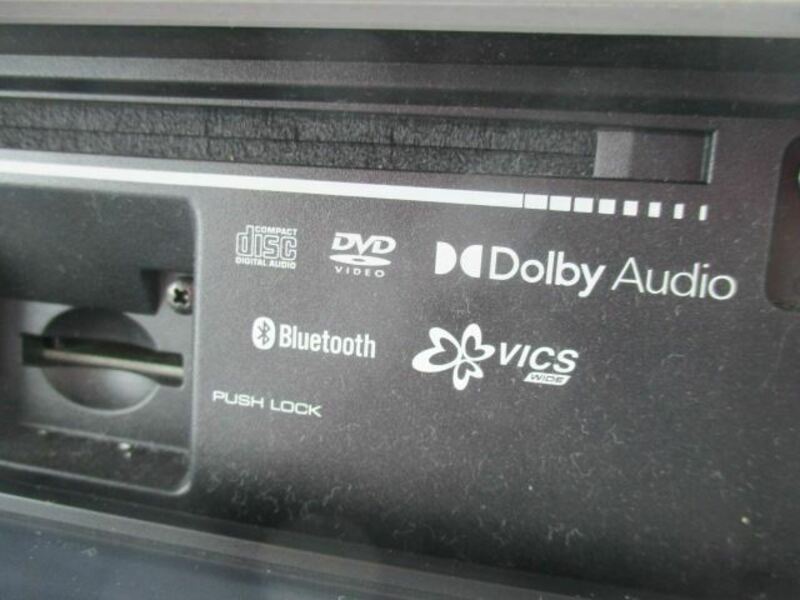 COMPACT
disc
DIGITAL AUDIO
DVD
VIDEO
Dolby Audio
Bluetooth
VICS
WIDE
PUSH LOCK